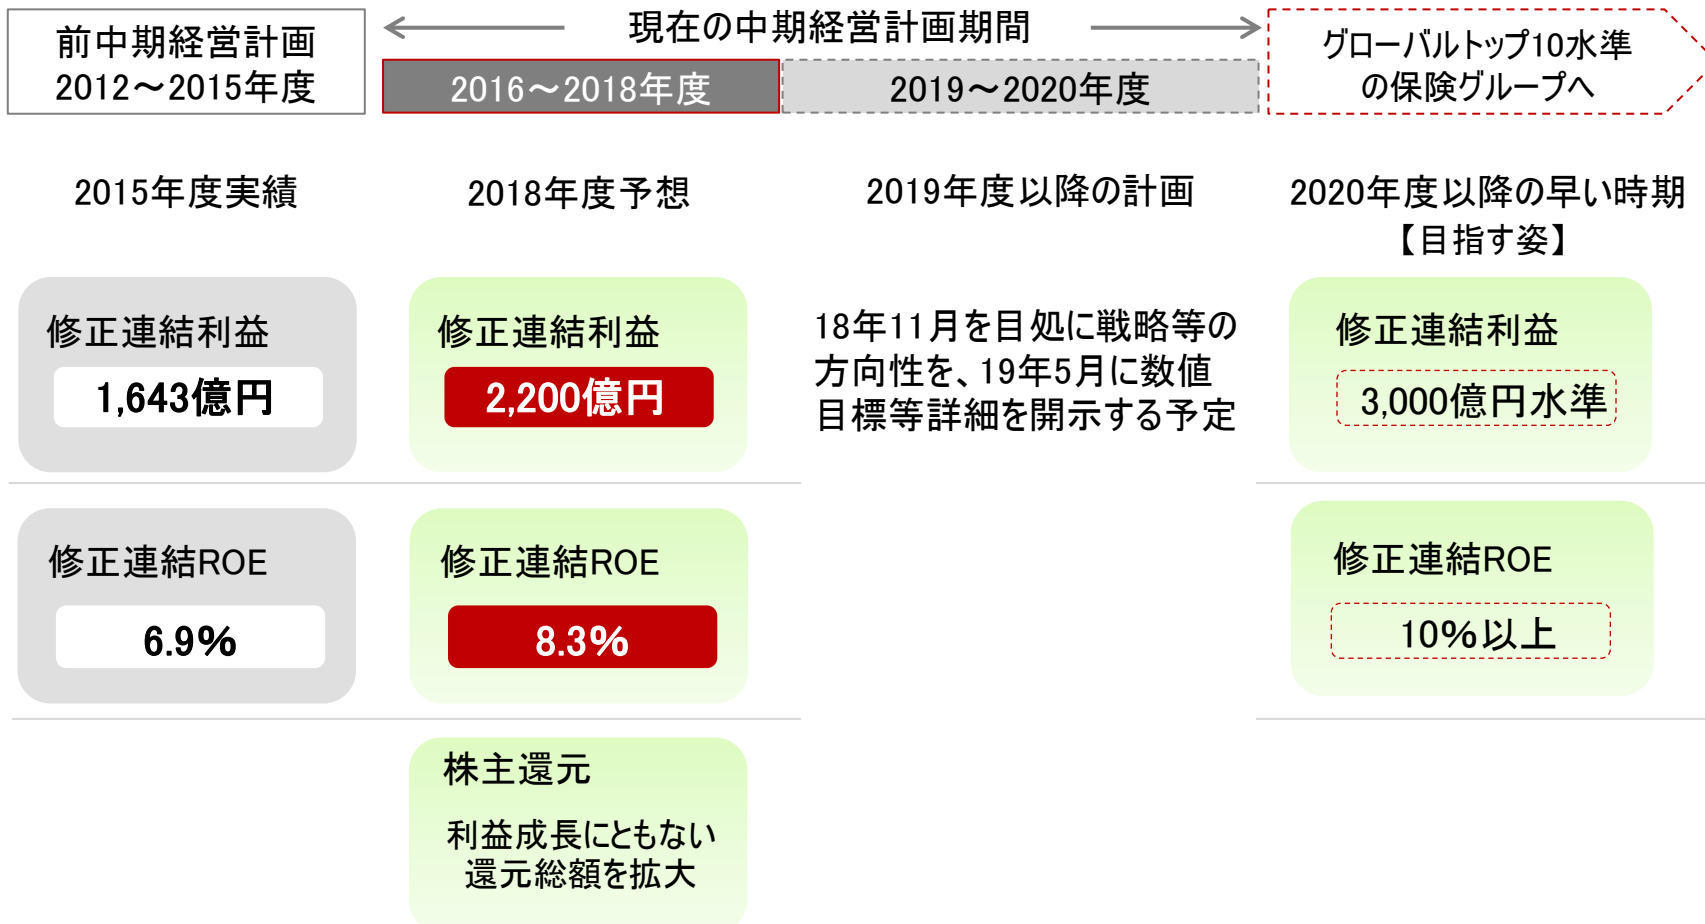 前中期経営計画
2012～2015年度
現在の中期経営計画期間
2016～2018年度
2019～2020年度
グローバルトップ10水準
の保険グループへ
2015年度実績
2018年度予想
2019年度以降の計画
2020年度以降の早い時期
【目指す姿】
修正連結利益
1,643億円
修正連結利益
2,200億円
18年11月を目処に戦略等の
方向性を、19年5月に数値
目標等詳細を開示する予定
修正連結利益
3,000億円水準
修正連結ROE
6.9%
修正連結ROE
8.3%
修正連結ROE
10%以上
株主還元
利益成長にともない
還元総額を拡大